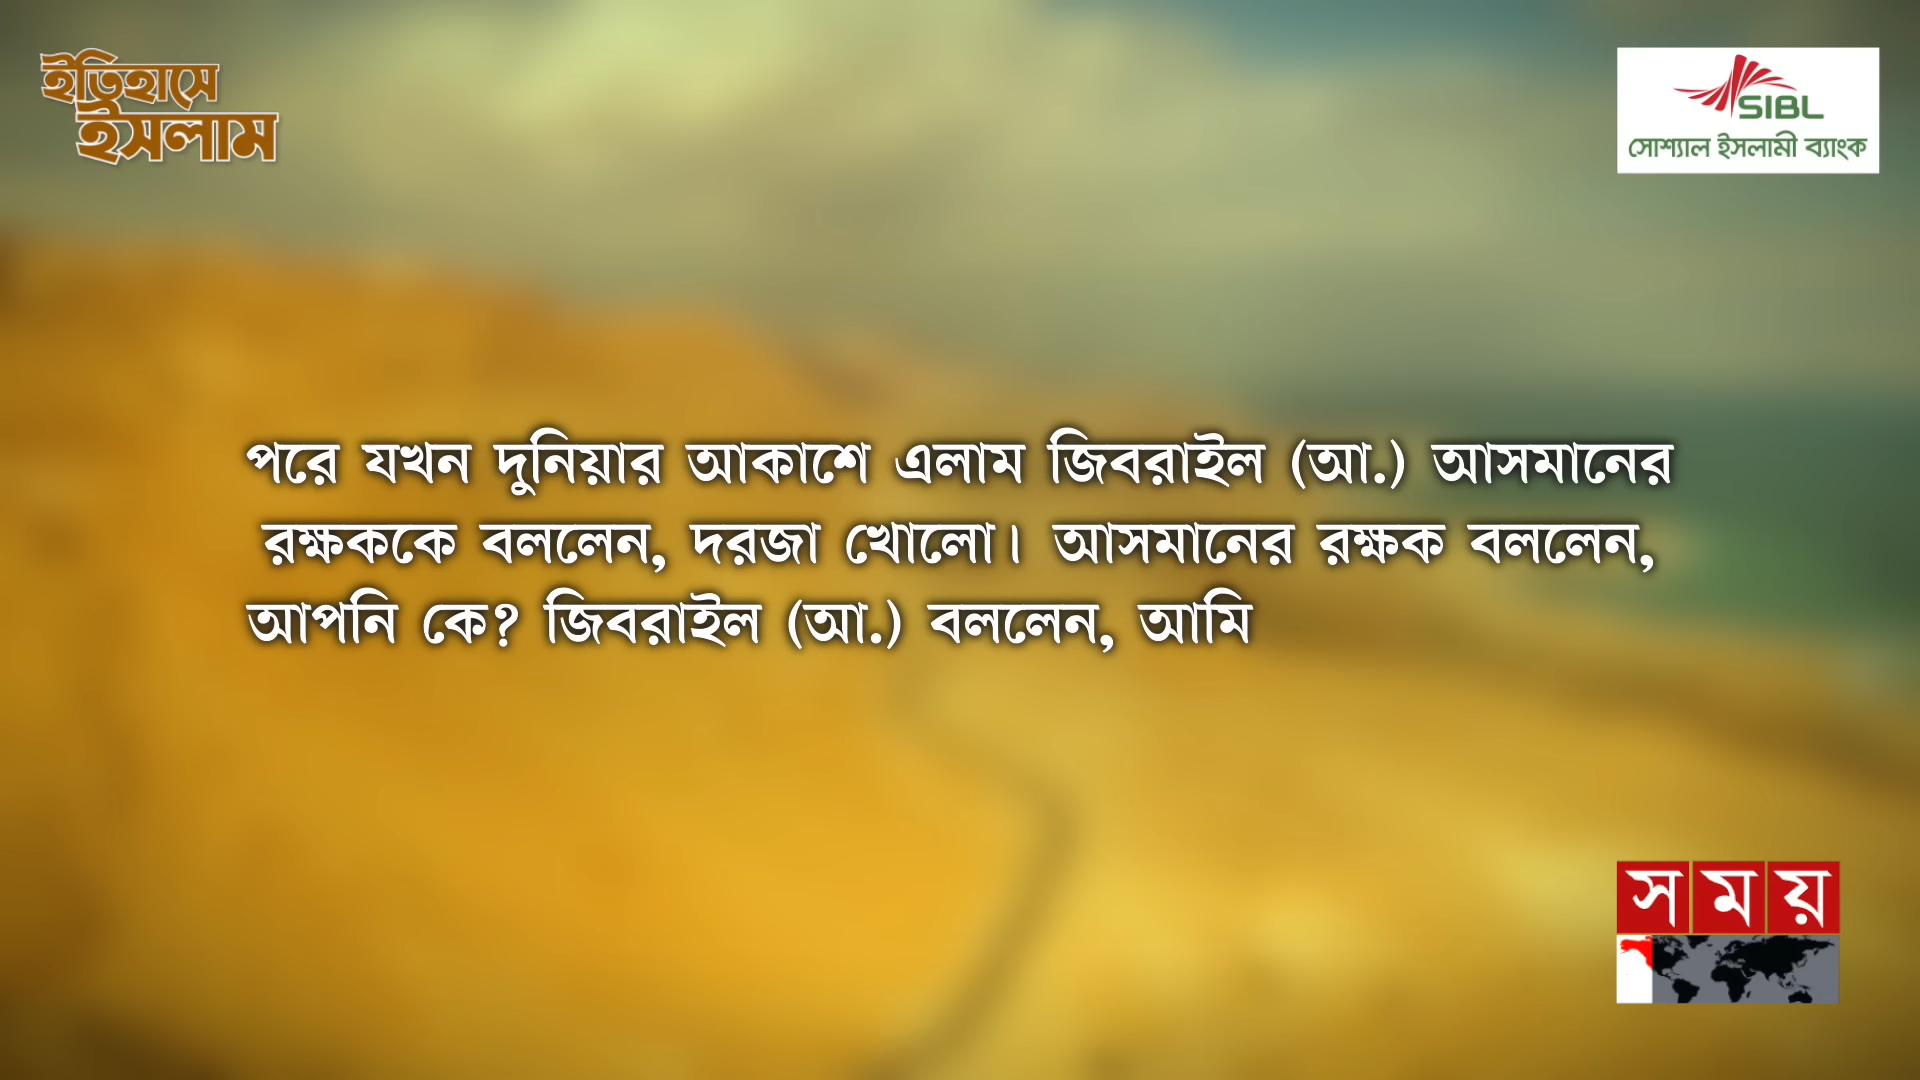 ইতিহাসে
ইসলাম
SIBL
সোশ্যাল ইসলামী ব্যাংক
পরে যখন দুনিয়ার আকাশে এলাম জিবরাইল (আ.) আসমানের
রক্ষককে বললেন, দরজা খোলো। আসমানের রক্ষক বললেন,
আপনি কে? জিবরাইল (আ.) বললেন, আমি
সময়